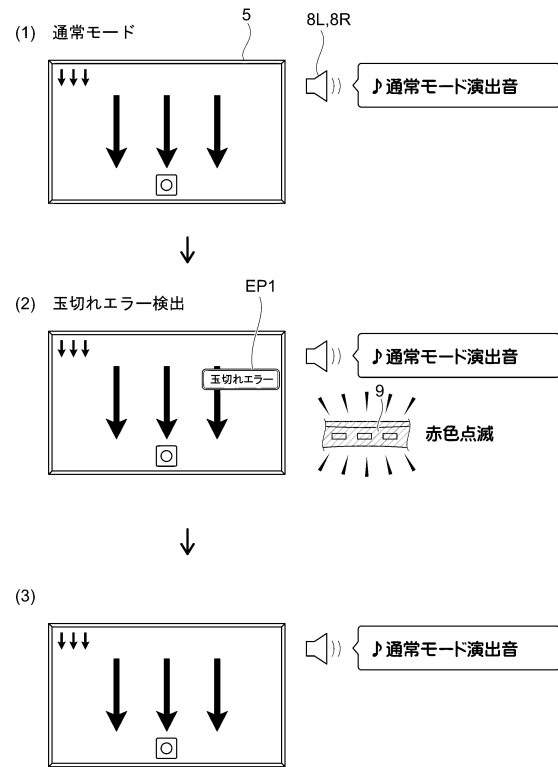 5
8L,8R
(1) 通常モード
♪通常モード演出音
EP1
(2) 玉切れエラー検出
玉切れエラー
♪通常モード演出音
9
赤色点滅
(3)
♪通常モード演出音